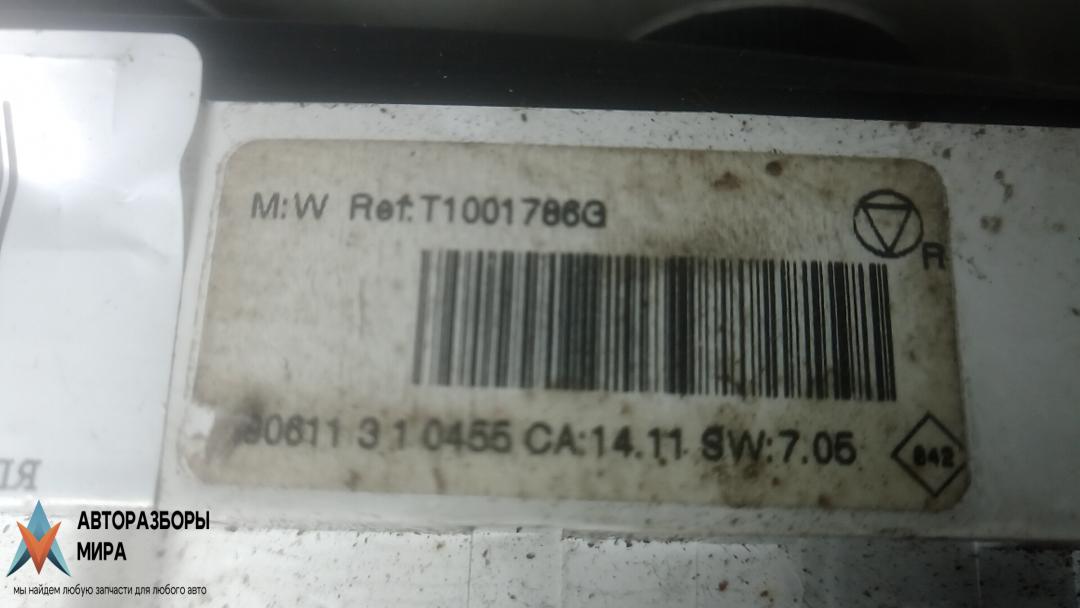 M:W Ref:T1001786G
R
90611 3 1 0455 CA:14.11 SW:7.05
842
АВТОРАЗБОРЫ
МИРА
мы найдем любую запчасти для любого авто